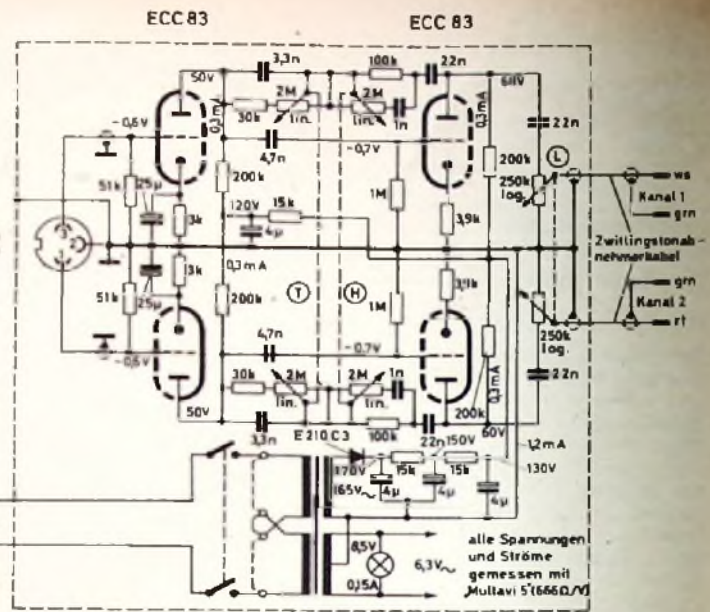 ECC 83
ECC 83
50V
3,3n
100k
22n
-0,6V
0,3mA
30k
2M
lin.
2M
lin.
1n
0,3mA
22n
4,7n
-0,7V
200k
L
51k
25µ
200k
1M
250k
log.
ws
Kanal 1
grn
3k
120V
15k
4µ
3,9k
2willingstonab-
nehmerkabel
3k
0,3mA
T
H
3,9k
grn
Kanal 2
rt
51k
25µ
200k
1M
250k
log.
4,7n
-0,7V
-0,6V
30k
2M
lin.
2M
lin.
1n
0,3mA
22n
50V
200k
3,3n
E210C3
100k
22n
150V
60V
1,2mA
170V
15k
15k
130V
165V~
4µ
4µ
4µ
8,5V
0,15A
6,3V~
alle Spannungen
und Ströme
gemessen mit
„Multavi 5"(666Ω/V)